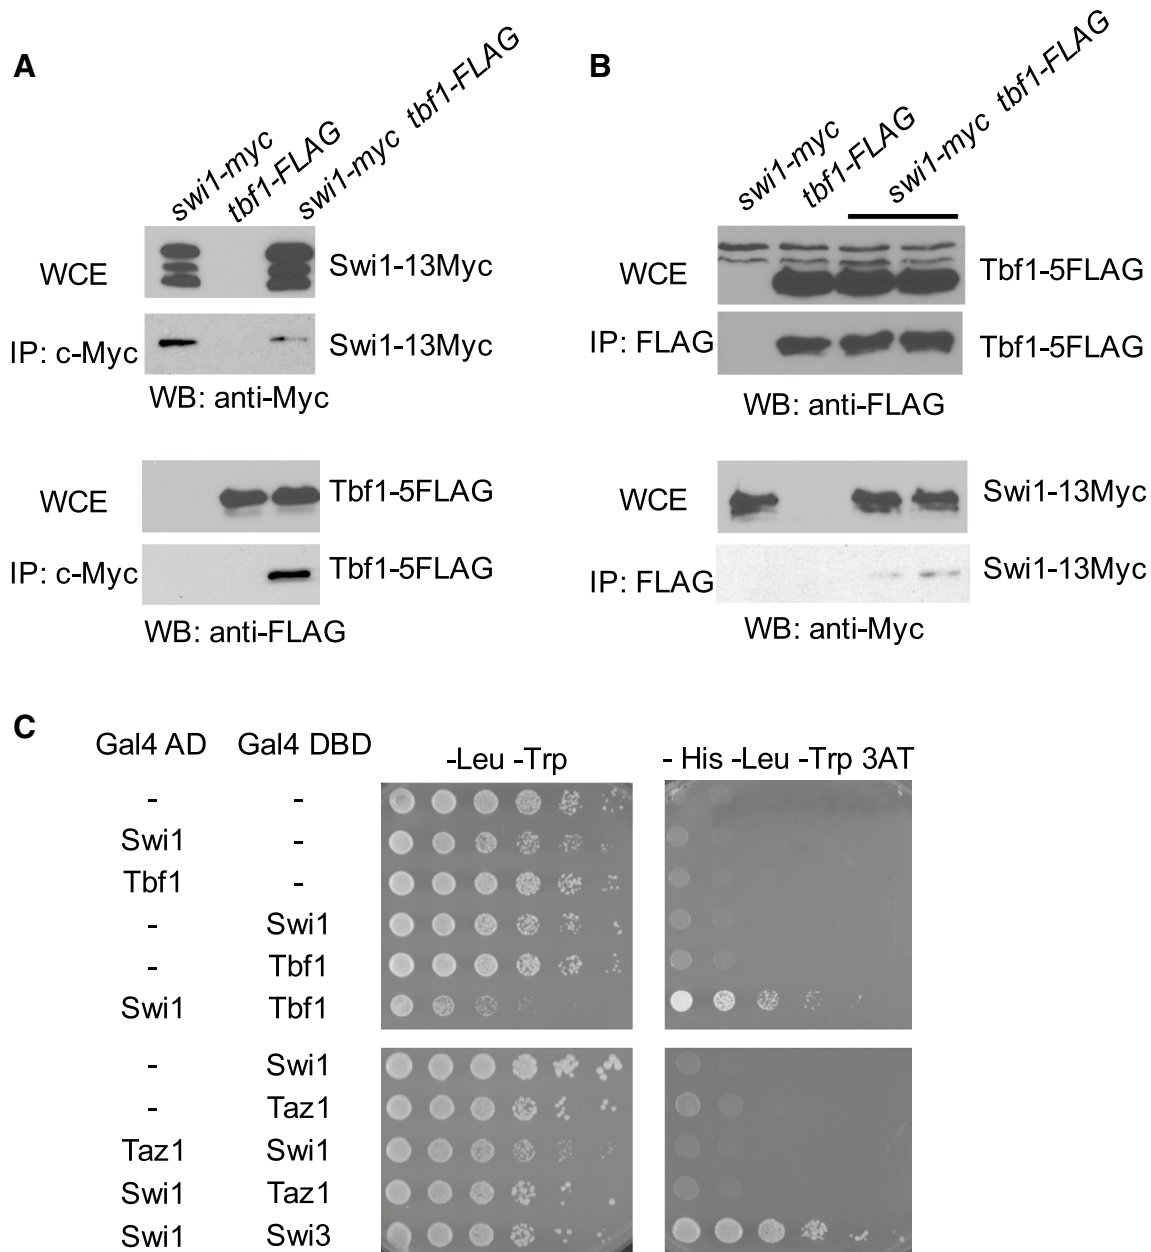 A
swi1-myc
tbf1-FLAG
swi1-myc tbf1-FLAG
WCE
Swi1-13Myc
IP: c-Myc
Swi1-13Myc
WB: anti-Myc
WCE
Tbf1-5FLAG
IP: c-Myc
Tbf1-5FLAG
WB: anti-FLAG
B
swi1-myc
tbf1-FLAG
swi1-myc tbf1-FLAG
WCE
Tbf1-5FLAG
IP: FLAG
Tbf1-5FLAG
WB: anti-FLAG
WCE
Swi1-13Myc
IP: FLAG
Swi1-13Myc
WB: anti-Myc
C
Gal4 AD Gal4 DBD -Leu -Trp - His -Leu -Trp 3AT
- -
Swi1 -
Tbf1 -
- Swi1
- Tbf1
Swi1 Tbf1
- Swi1
- Taz1
Taz1 Swi1
Swi1 Taz1
Swi1 Swi3